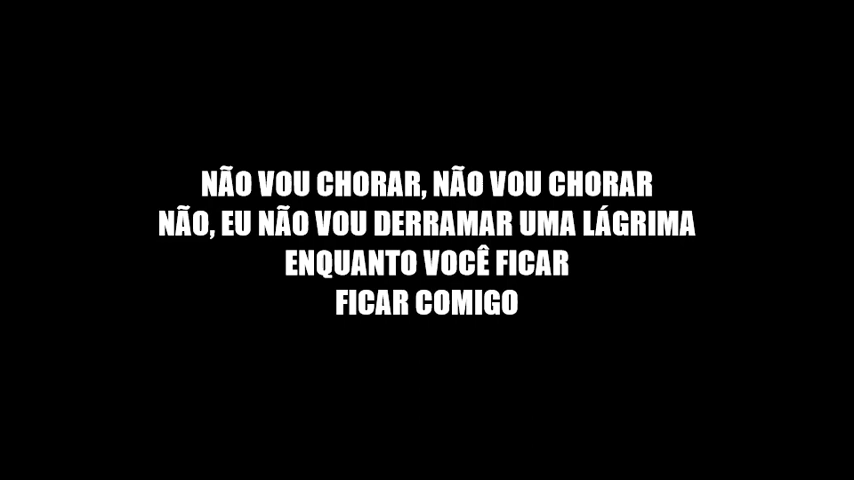 NÃO VOU CHORAR, NÃO VOU CHORAR
NÃO, EU NÃO VOU DERRAMAR UMA LÁGRIMA
ENQUANTO VOCÊ FICAR
FICAR COMIGO